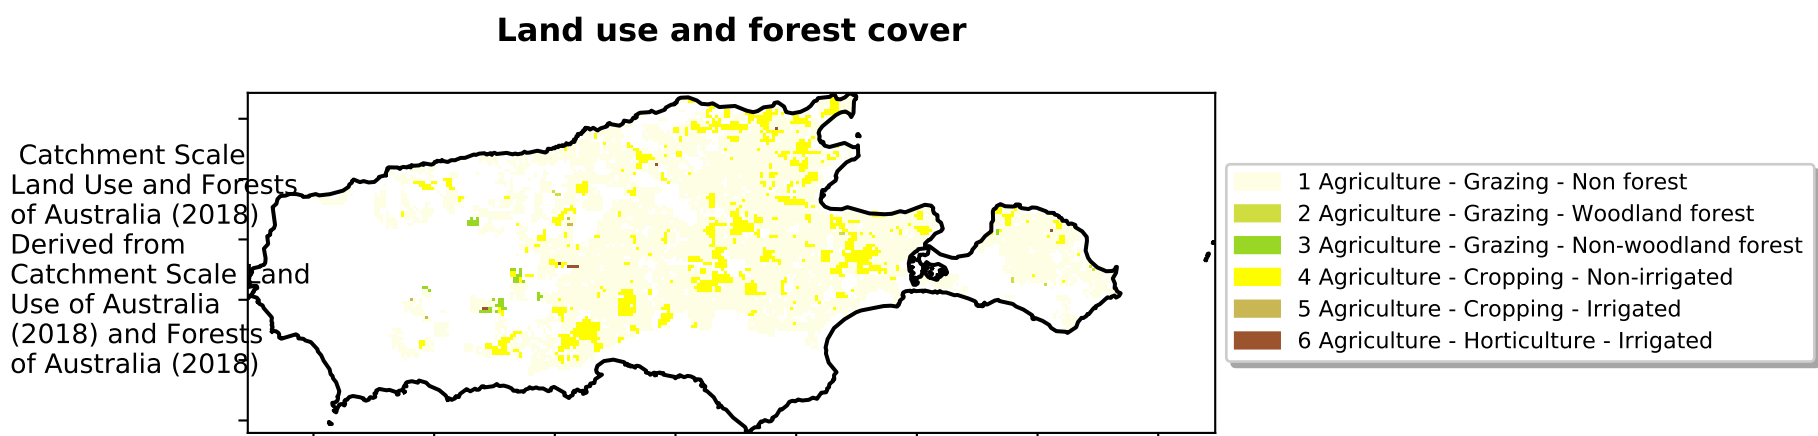 Land use and forest cover
Catchment Scale
Land Use and Forests
of Australia (2018)
Derived from
Catchment Scale Land
Use of Australia
(2018) and Forests
of Australia (2018)
1 Agriculture - Grazing - Non forest
2 Agriculture - Grazing - Woodland forest
3 Agriculture - Grazing - Non-woodland forest
4 Agriculture - Cropping - Non-irrigated
5 Agriculture - Cropping - Irrigated
6 Agriculture - Horticulture - Irrigated